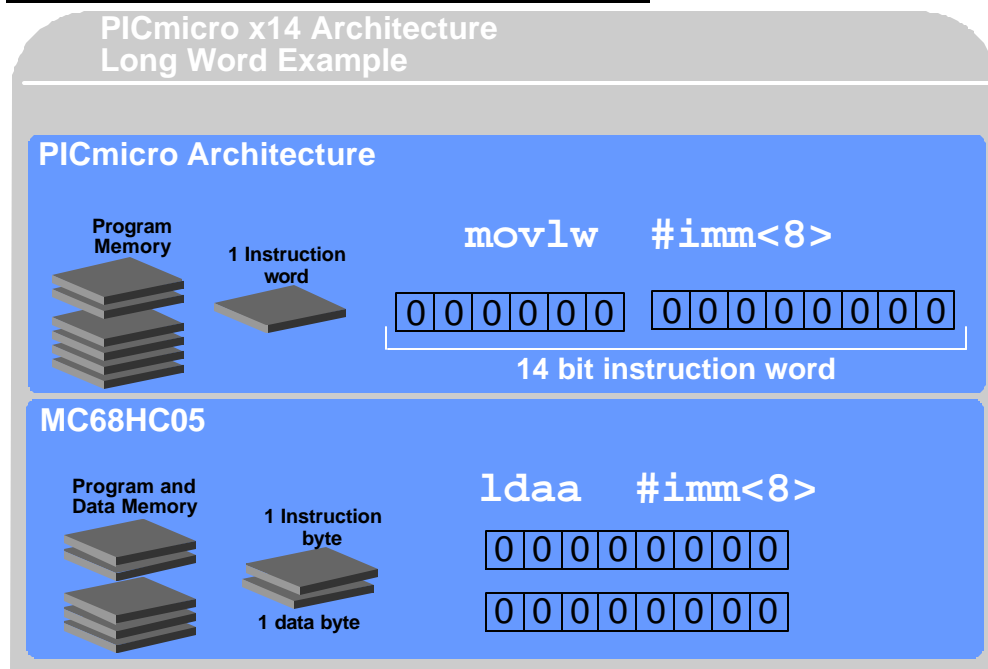 PICmicro x14 Architecture
Long Word Example
PICmicro Architecture
Program
Memory
1 Instruction
word
movlw #imm<8>
0 0 0 0 0 0 0 0 0 0 0 0 0 0
14 bit instruction word
MC68HC05
Program and
Data Memory
1 Instruction
byte
1 data byte
ldaa #imm<8>
0 0 0 0 0 0 0 0
0 0 0 0 0 0 0 0